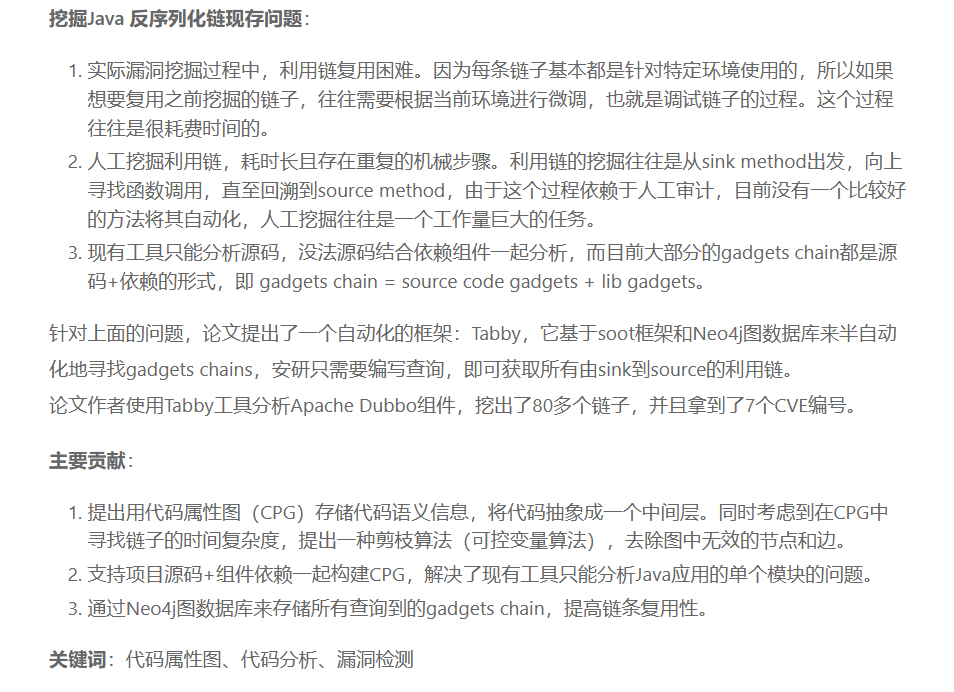 挖掘Java 反序列化链现存问题：
1. 实际漏洞挖掘过程中，利用链复用困难。因为每条链子基本都是针对特定环境使用的，所以如果
想要复用之前挖掘的链子，往往需要根据当前环境进行微调，也就是调试链子的过程。这个过程
往往是很耗费时间的。
2. 人工挖掘利用链，耗时长且存在重复的机械步骤。利用链的挖掘往往是从sink method出发，向上
寻找函数调用，直至回溯到source method，由于这个过程依赖于人工审计，目前没有一个比较好
的方法将其自动化，人工挖掘往往是一个工作量巨大的任务。
3. 现有工具只能分析源码，没法源码结合依赖组件一起分析，而目前大部分的gadgets chain都是源
码+依赖的形式，即 gadgets chain = source code gadgets + lib gadgets。
针对上面的问题，论文提出了一个自动化的框架：Tabby，它基于soot框架和Neo4j图数据库来半自动
化地寻找gadgets chains，安研只需要编写查询，即可获取所有由sink到source的利用链。
论文作者使用Tabby工具分析Apache Dubbo组件，挖出了80多个链子，并且拿到了7个CVE编号。
主要贡献：
1. 提出用代码属性图（CPG）存储代码语义信息，将代码抽象成一个中间层。同时考虑到在CPG中
寻找链子的时间复杂度，提出一种剪枝算法（可控变量算法），去除图中无效的节点和边。
2. 支持项目源码+组件依赖一起构建CPG，解决了现有工具只能分析Java应用的单个模块的问题。
3. 通过Neo4j图数据库来存储所有查询到的gadgets chain，提高链条复用性。
关键词：代码属性图、代码分析、漏洞检测